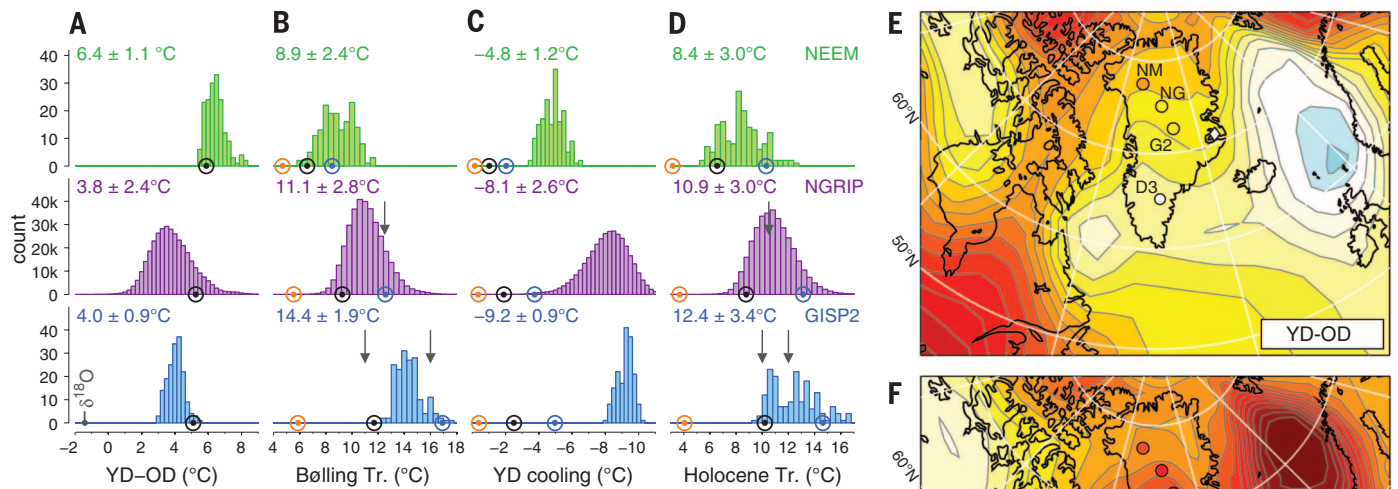 A B C D E
6.4 ± 1.1 °C 8.9 ± 2.4°C −4.8 ± 1.2°C 8.4 ± 3.0°C NEEM
40
30
20
10
0
3.8 ± 2.4°C 11.1 ± 2.8°C −8.1 ± 2.6°C 10.9 ± 3.0°C NGRIP
40k
30k
20k
10k
0
count
4.0 ± 0.9°C 14.4 ± 1.9°C −9.2 ± 0.9°C 12.4 ± 3.4°C GISP2
40
30
20
10
0
δ18O
−2 0 2 4 6 8 4 6 8 10 12 14 16 18 −2 −4 −6 −8 −10 4 8 10 12 14 16
YD–OD (°C) Bølling Tr. (°C) YD cooling (°C) Holocene Tr. (°C)
60°N
50°N
NM
NG
G2
D3
YD-OD
F
60°N